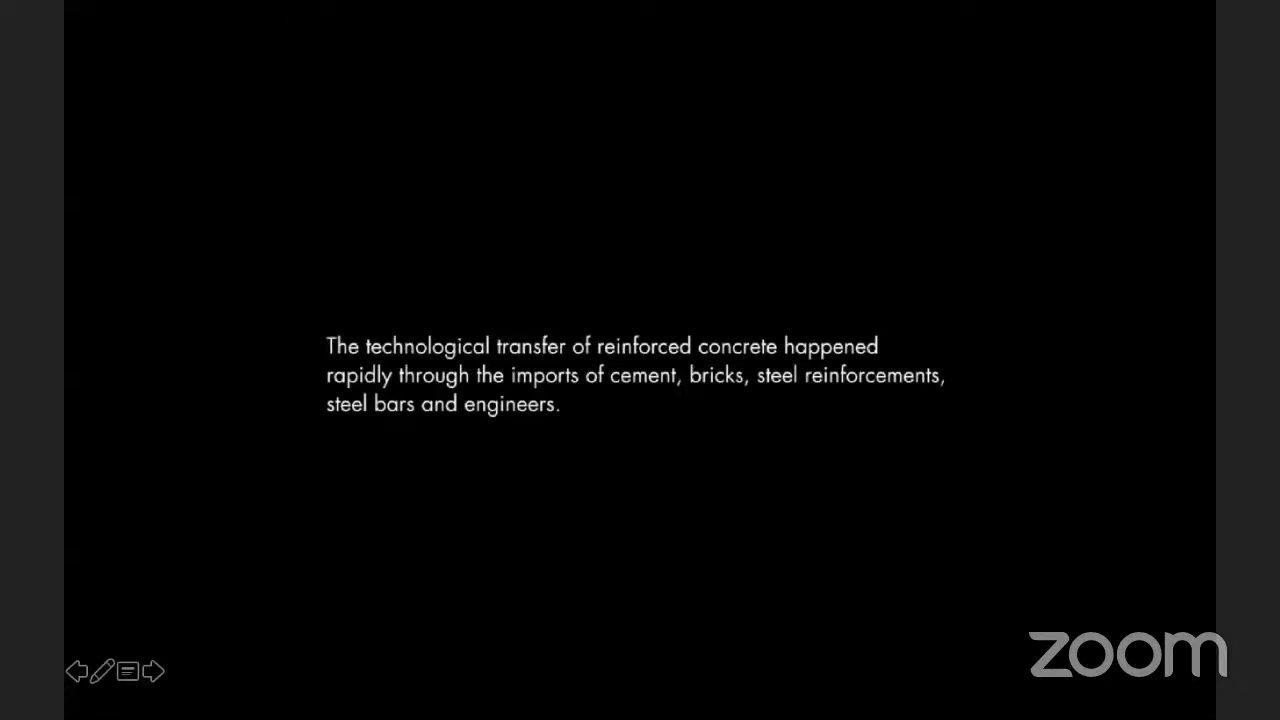 The technological transfer of reinforced concrete happened
rapidly through the imports of cement, bricks, steel reinforcements,
steel bars and engineers.
zoom